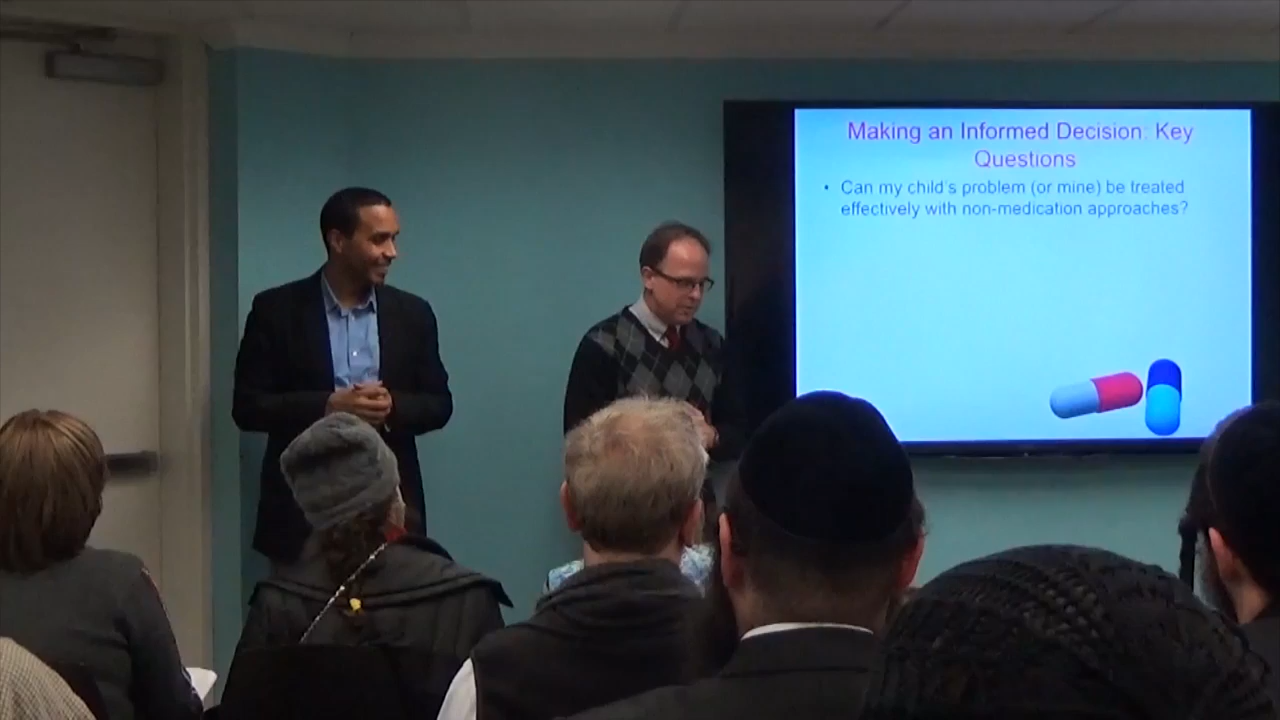 Making an Informed Decision: Key
Questions
• Can my child's problem (or mine) be treated
effectively with non-medication approaches?